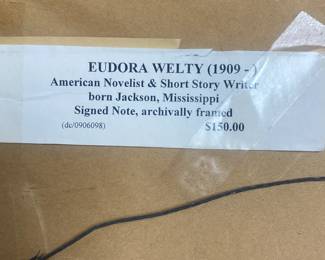 EUDORA WELTY (1909 - )
American Novelist & Short Story Writer
born Jackson, Mississippi
Signed Note, archivally framed
(dc/0906098) $150.00